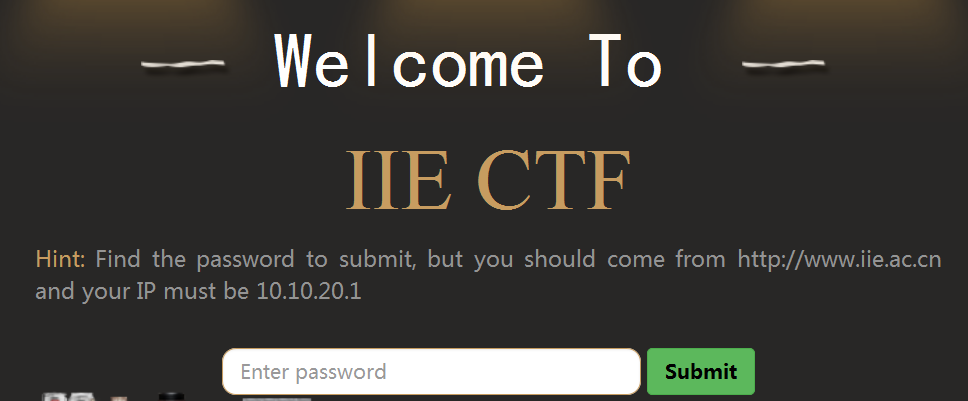 Welcome To
IIE CTF
Hint: Find the password to submit, but you should come from http://www.iie.ac.cn
and your IP must be 10.10.20.1
Enter password
Submit